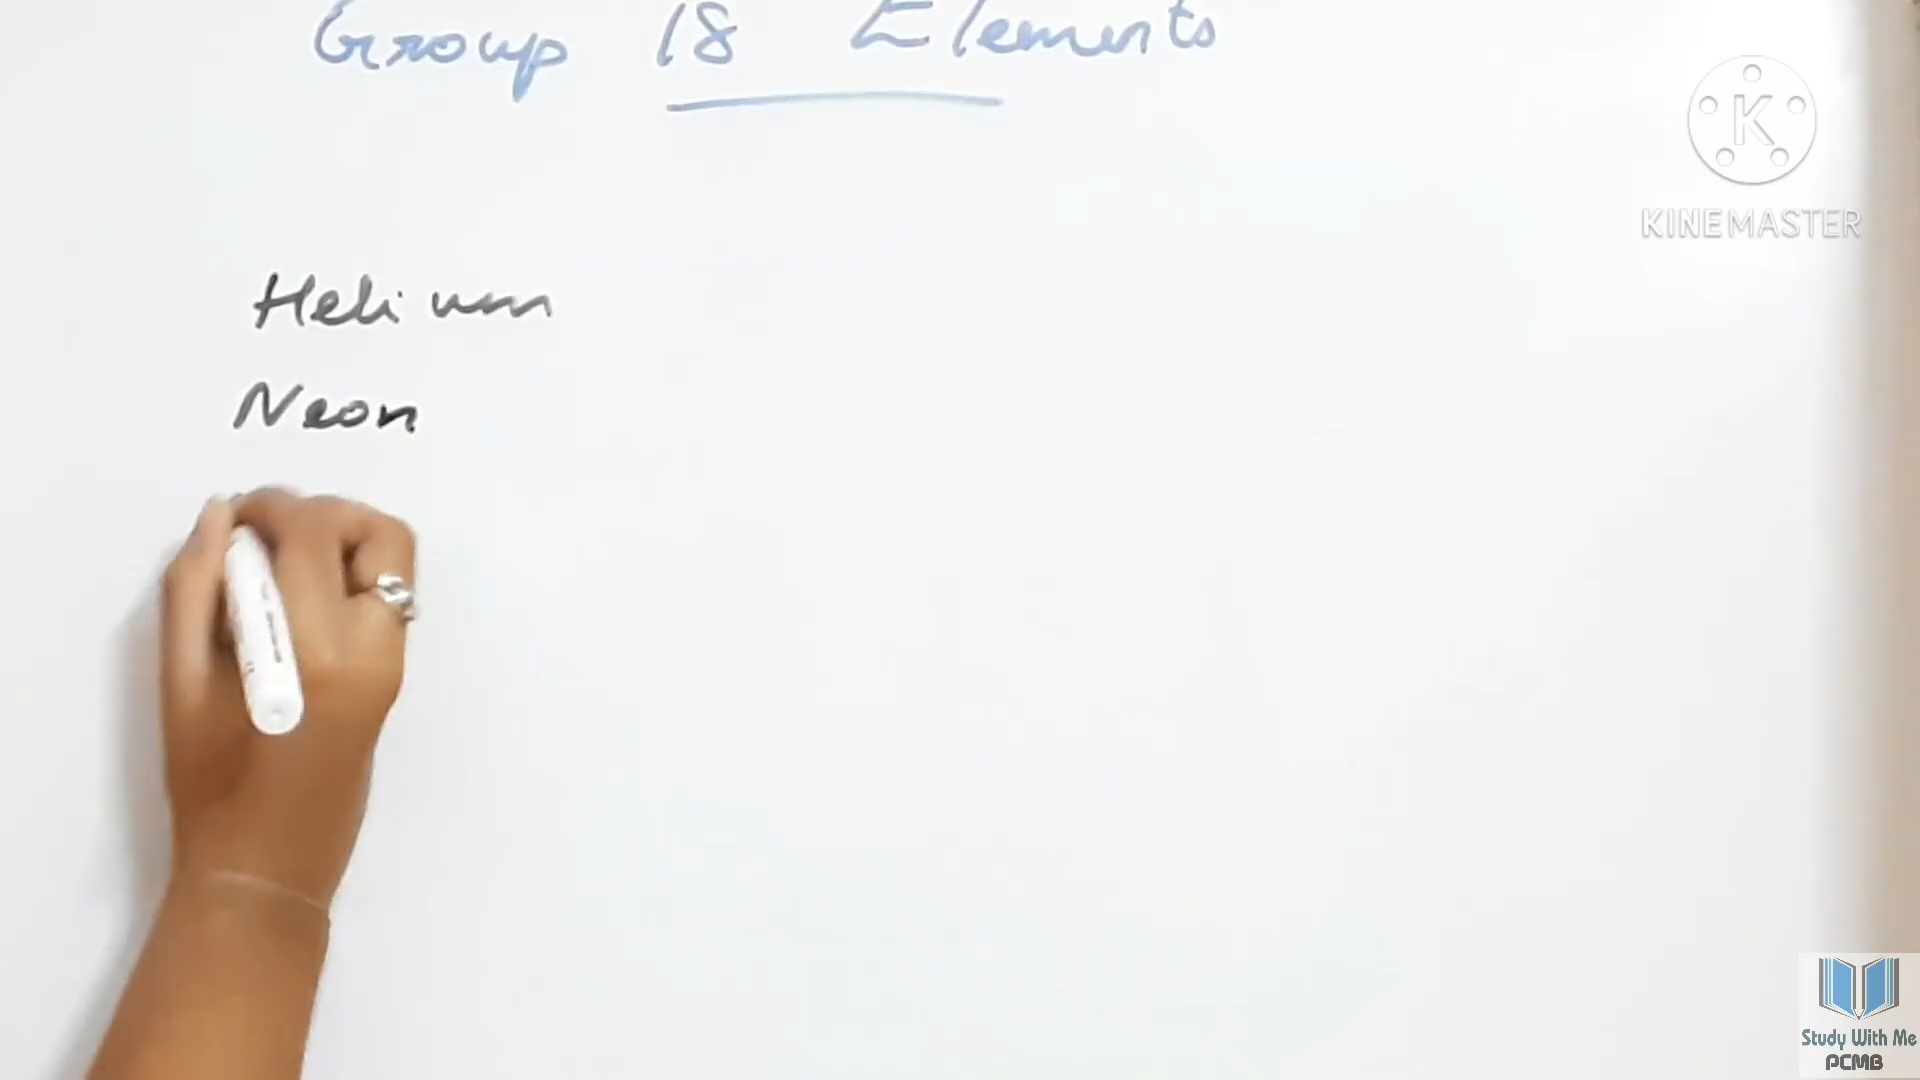 Group 18 Elements
K
KINEMASTER
Helium
Neon
Study With Me
PCMB